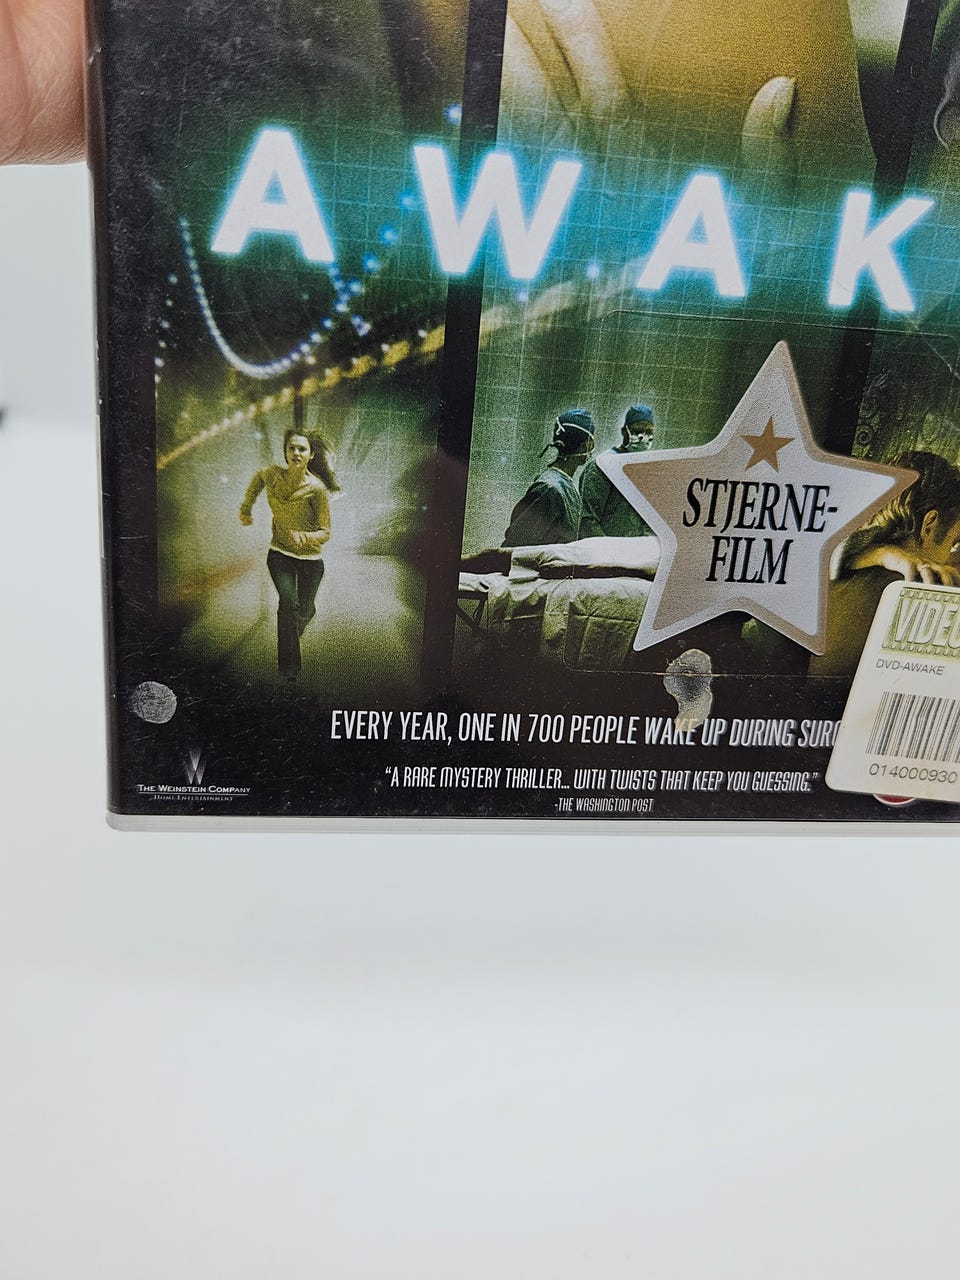 AWAK
STJERNE-
FILM
VIDEO
DVD-AWAKE
014000930
EVERY YEAR, ONE IN 700 PEOPLE WAKE UP DURING SURG
"A RARE MYSTERY THRILLER... WITH TWISTS THAT KEEP YOU GUESSING."
-THE WASHINGTON POST
THE WEINSTEIN COMPANY
HOME ENTERTAINMENT